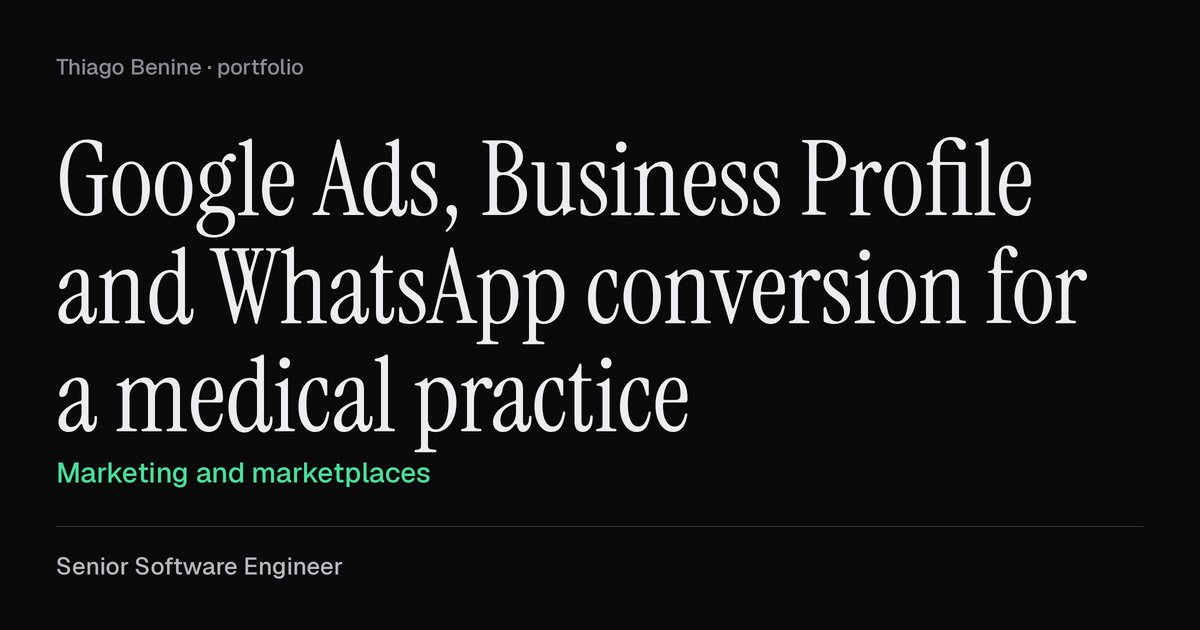 Thiago Benine · portfolio
Google Ads, Business Profile
and WhatsApp conversion for
a medical practice
Marketing and marketplaces
Senior Software Engineer